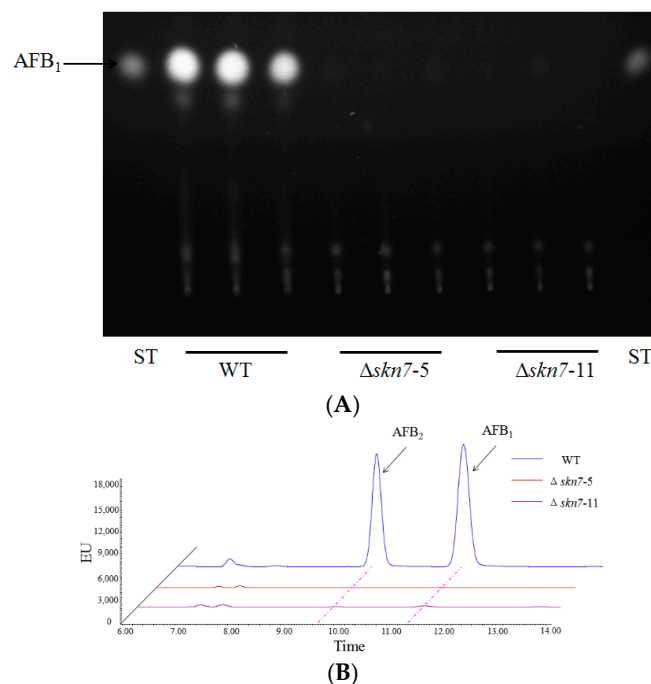 AFB₁
ST WT Δskn7-5 Δskn7-11 ST
(A)
AFB₂ AFB₁
WT
Δ skn7-5
Δ skn7-11
18,000
15,000
12,000
9,000
6,000
3,000
0
EU
6.00 7.00 8.00 9.00 10.00 11.00 12.00 13.00 14.00
Time
(B)